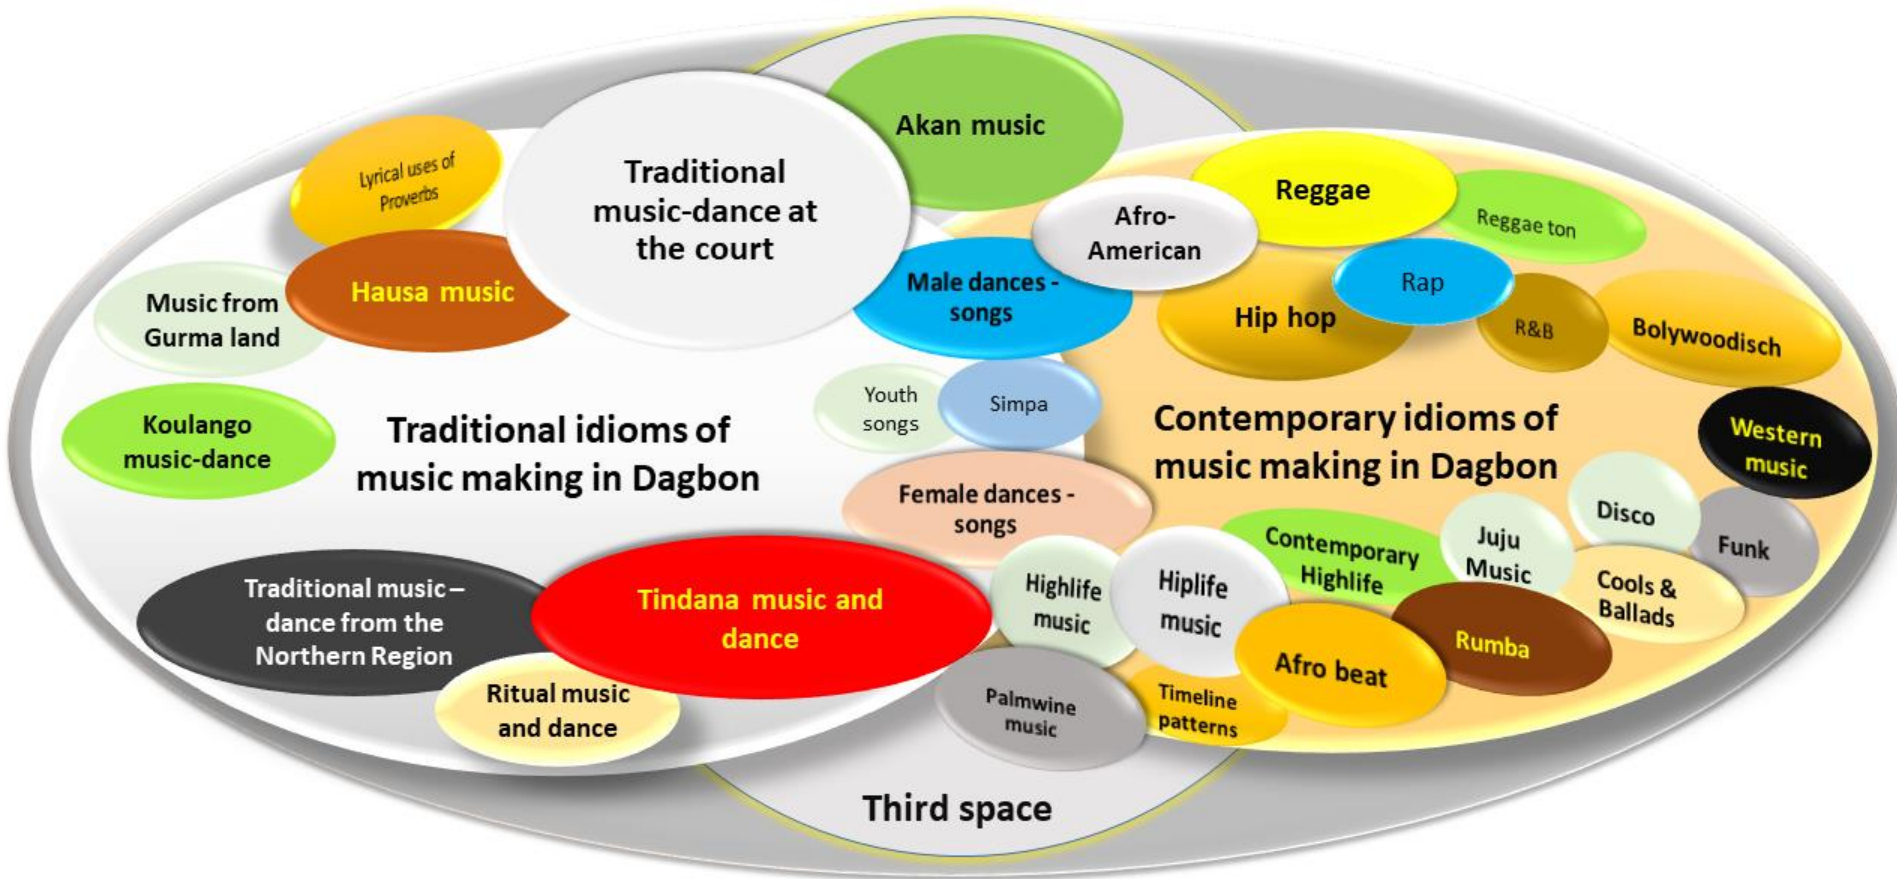 Akan music
Lyrical uses of
Proverbs
Traditional
music-dance at
the court
Reggae
Reggae ton
Afro-
American
Hausa music
Music from
Gurma land
Male dances -
songs
Hip hop
Rap
R&B
Bolywoodisch
Youth
songs
Simpa
Koulango
music-dance
Traditional idioms of
music making in Dagbon
Contemporary idioms of
music making in Dagbon
Western
music
Female dances -
songs
Disco
Funk
Juju
Music
Contemporary
Highlife
Cools &
Ballads
Traditional music –
dance from the
Northern Region
Tindana music and
dance
Highlife
music
Hiplife
music
Rumba
Afro beat
Ritual music
and dance
Palmwine
music
Timeline
patterns
Third space